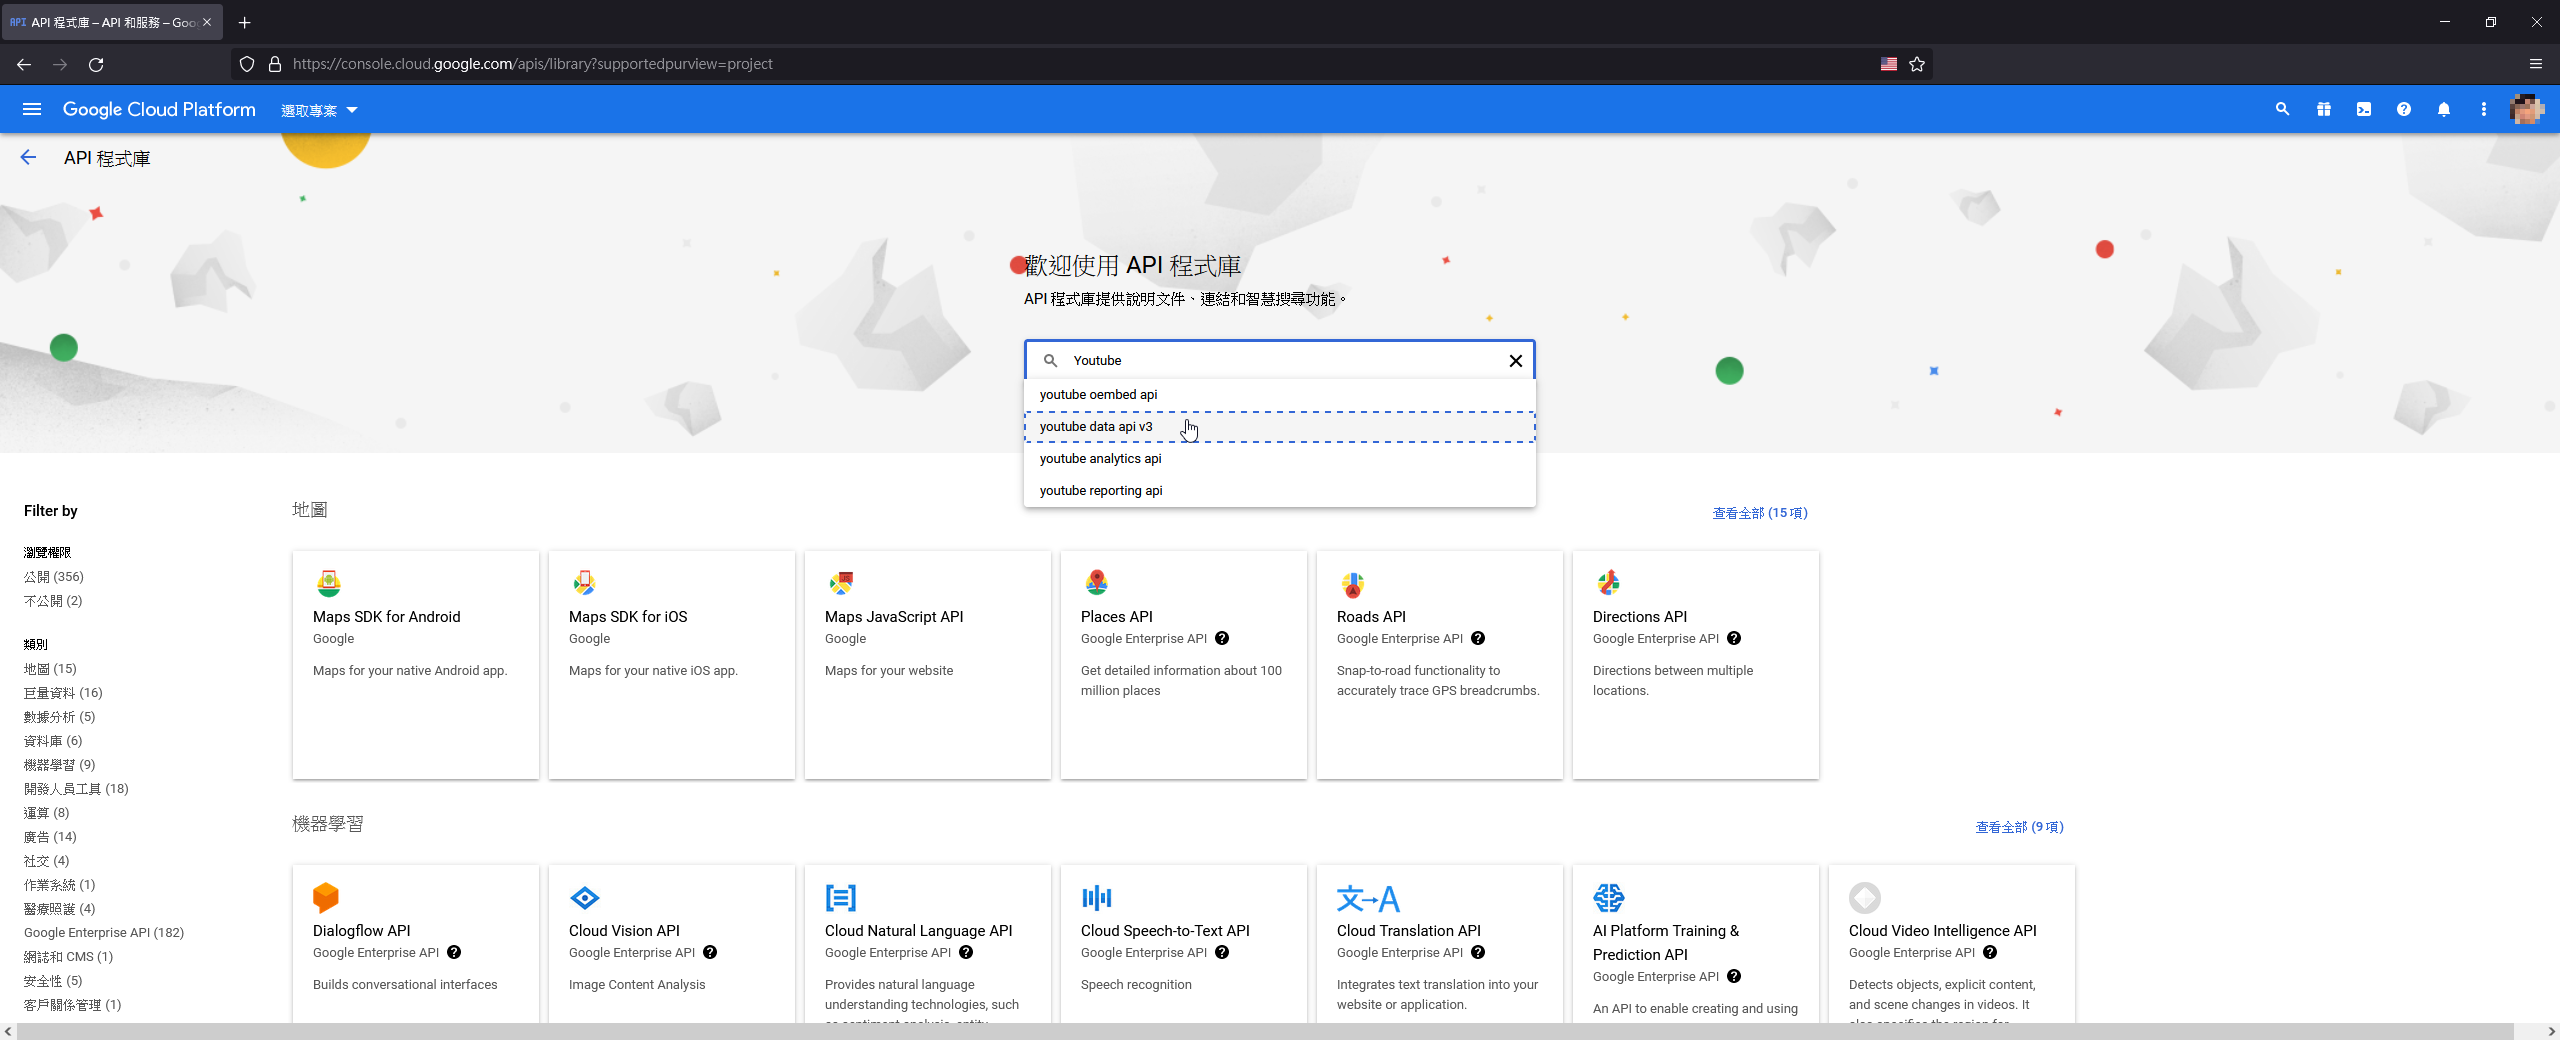 API API 程式庫 – API 和服務 – Goo
https://console.cloud.google.com/apis/library?supportedpurview=project
Google Cloud Platform 選取專案
API 程式庫
歡迎使用 API 程式庫
API 程式庫提供說明文件、連結和智慧搜尋功能。
Youtube
youtube oembed api
youtube data api v3
youtube analytics api
youtube reporting api
Filter by
瀏覽權限
公開 (356)
不公開 (2)
類別
地圖 (15)
巨量資料 (16)
數據分析 (5)
資料庫 (6)
機器學習 (9)
開發人員工具 (18)
運算 (8)
廣告 (14)
社交 (4)
作業系統 (1)
醫療照護 (4)
Google Enterprise API (182)
網誌和 CMS (1)
安全性 (5)
客戶關係管理 (1)
地圖
查看全部 (15 項)
Maps SDK for Android
Google
Maps for your native Android app.
Maps SDK for iOS
Google
Maps for your native iOS app.
Maps JavaScript API
Google
Maps for your website
Places API
Google Enterprise API
Get detailed information about 100
million places
Roads API
Google Enterprise API
Snap-to-road functionality to
accurately trace GPS breadcrumbs.
Directions API
Google Enterprise API
Directions between multiple
locations.
機器學習
查看全部 (9 項)
Dialogflow API
Google Enterprise API
Builds conversational interfaces
Cloud Vision API
Google Enterprise API
Image Content Analysis
Cloud Natural Language API
Google Enterprise API
Provides natural language
understanding technologies, such
as sentiment analysis, entity
Cloud Speech-to-Text API
Google Enterprise API
Speech recognition
文→A
Cloud Translation API
Google Enterprise API
Integrates text translation into your
website or application.
AI Platform Training &
Prediction API
Google Enterprise API
An API to enable creating and using
Cloud Video Intelligence API
Google Enterprise API
Detects objects, explicit content,
and scene changes in videos. It
also specifies the region for